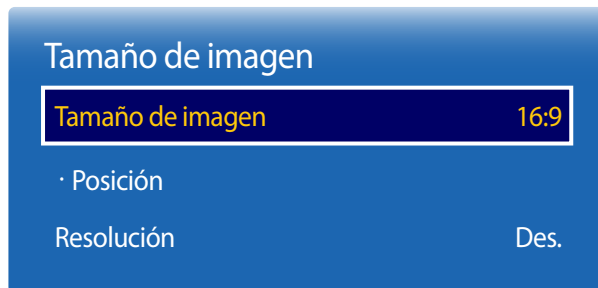 Tamaño de imagen
Tamaño de imagen 16:9
· Posición
Resolución Des.